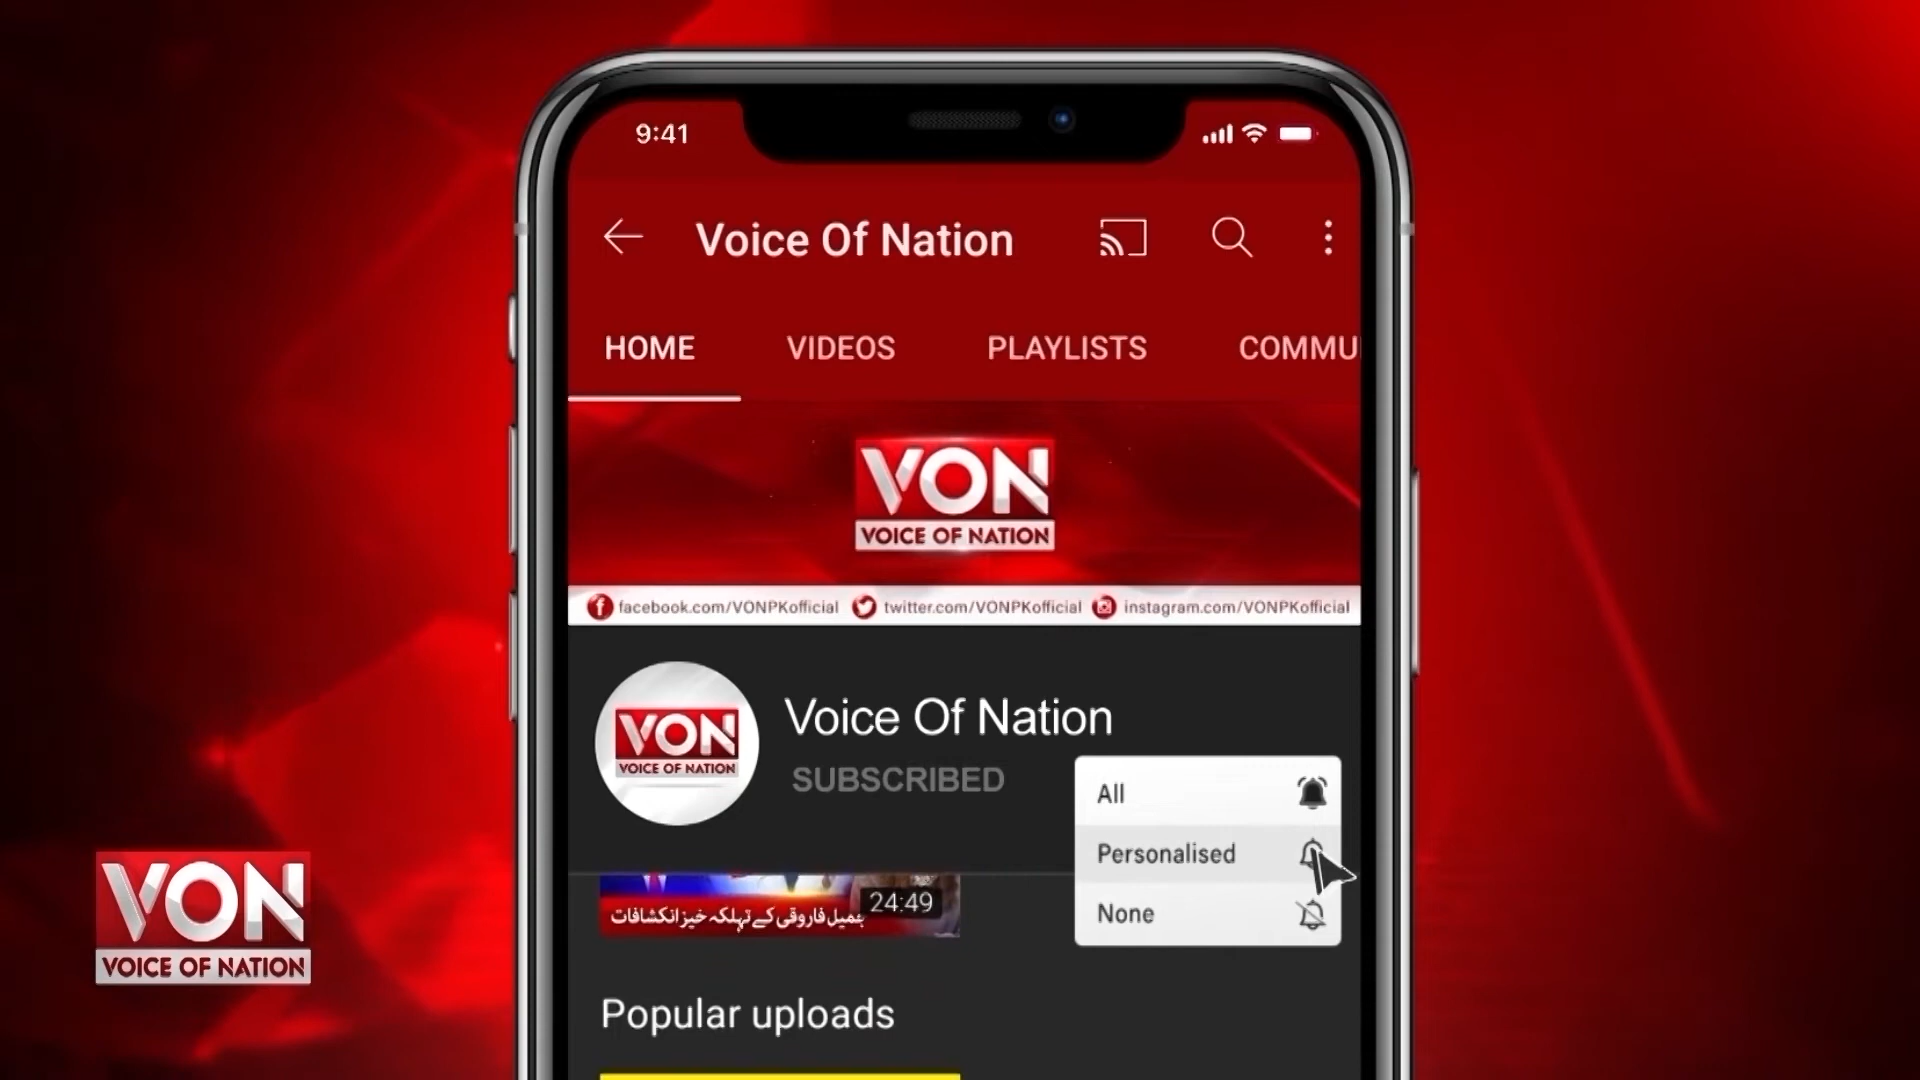 9:41
Voice Of Nation
HOME VIDEOS PLAYLISTS COMMU
VON
VOICE OF NATION
facebook.com/VONPKofficial twitter.com/VONPKofficial instagram.com/VONPKofficial
VON
VOICE OF NATION
Voice Of Nation
SUBSCRIBED
All
Personalised
None
جمیل فاروقی کے تہلکہ خیز انکشافات
24:49
VON
VOICE OF NATION
Popular uploads